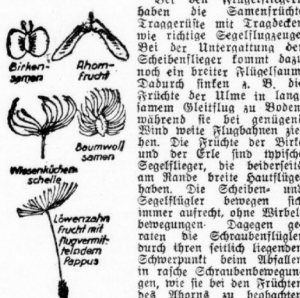 Birken-
samen
Ahorn-
frucht
Wiesenküchen-
schelle
Baumwoll
samen
Löwenzahn
frucht mit
flugvermit-
telndem
Pappus
haben die Samenfrüchte
Traggerüste mit Tragdecken
wie richtige Segelflugzeuge
Bei der Untergattung der
Scheibenflieger kommt dazu
noch ein breiter Flügelsaum
Dadurch sinken z. B. die
Früchte der Ulme in lang-
samem Gleitflug zu Boden
während sie bei genügend
Wind weite Flugbahnen zie-
hen. Die Früchte der Birke
und der Erle sind typische
Segelflieger, die beiderseits
am Rande breite Hautflügel
haben. Die Scheiben- und
Segelflügler bewegen sich
immer aufrecht, ohne Wirbel-
bewegungen. Dagegen ge-
raten die Schraubenflügler
durch ihren seitlich liegenden
Schwerpunkt beim Abfallen
in rasche Schraubenbewegun-
gen, wie sie bei den Früchten
des Ahorns zu beobachten